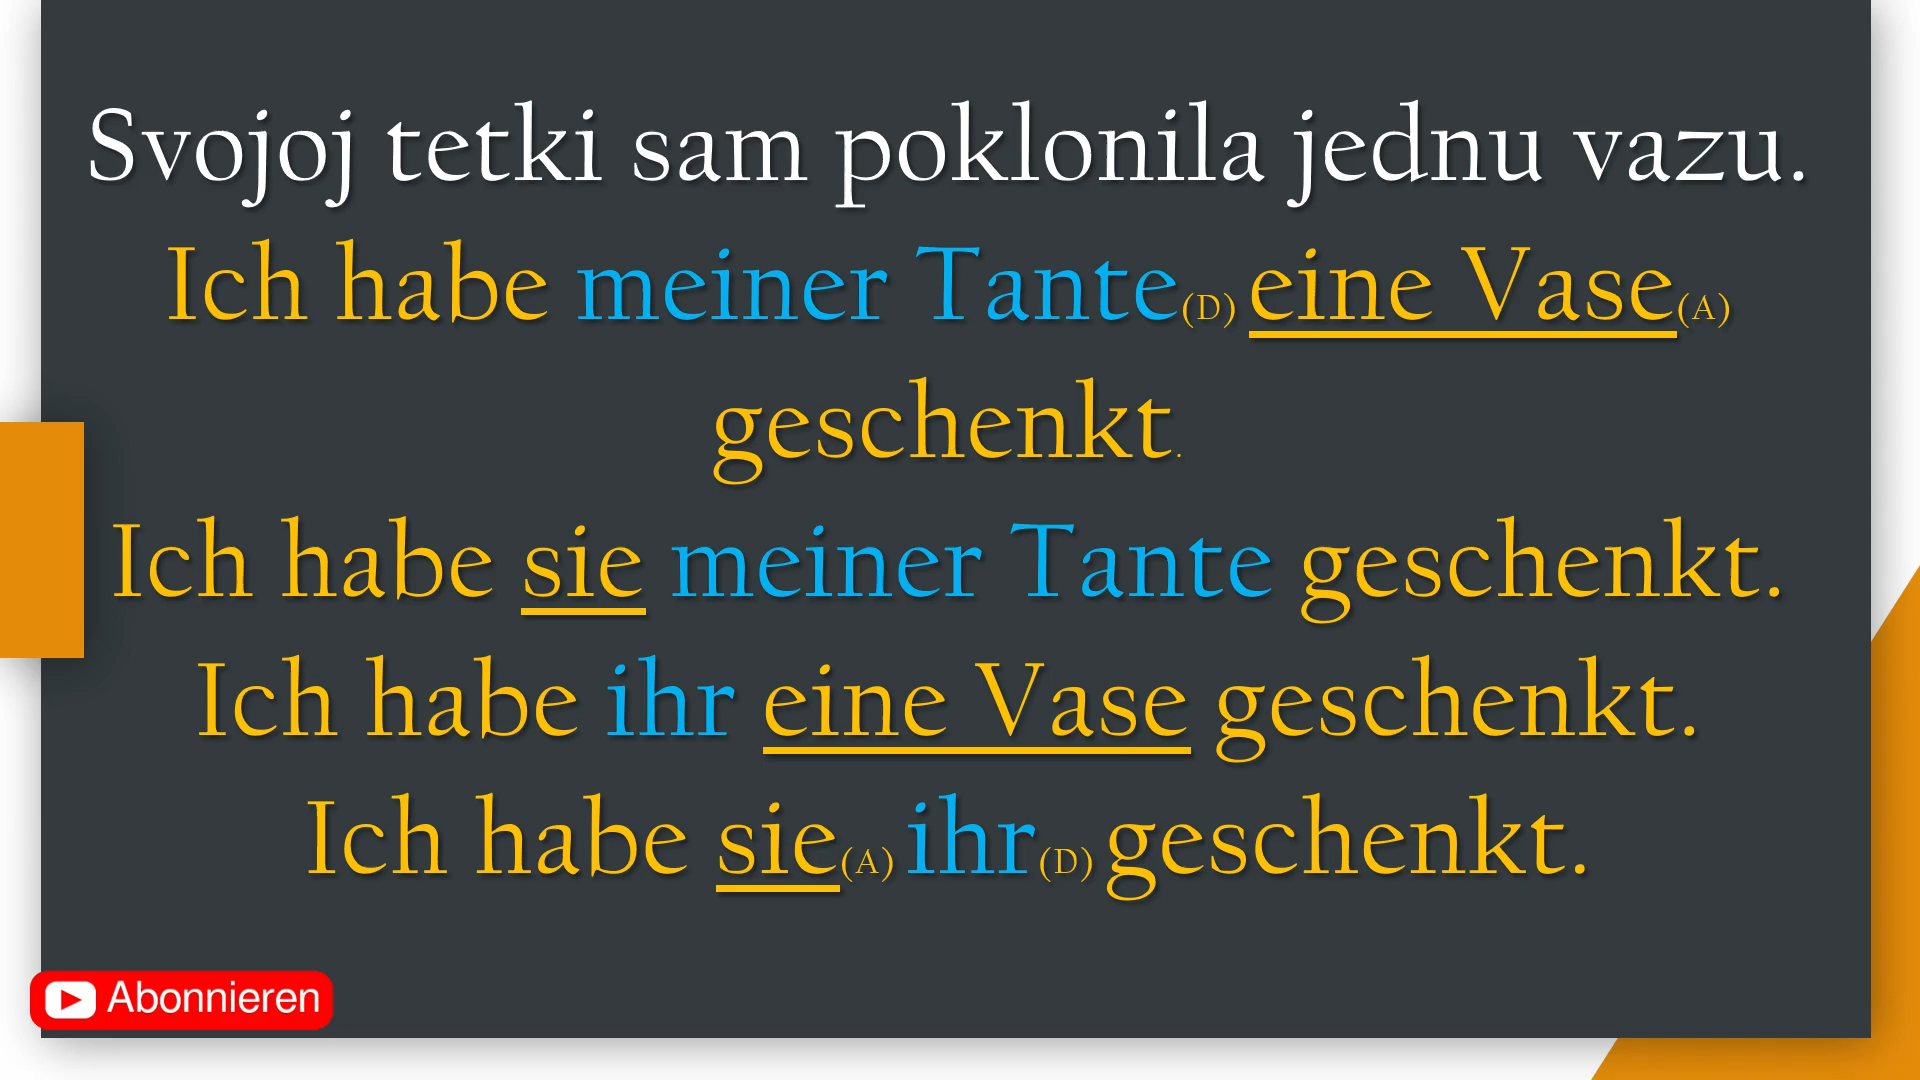 Svojoj tetki sam poklonila jednu vazu.
Ich habe meiner Tante(D) eine Vase(A)
geschenkt.
Ich habe sie meiner Tante geschenkt.
Ich habe ihr eine Vase geschenkt.
Ich habe sie(A) ihr(D) geschenkt.
Abonnieren